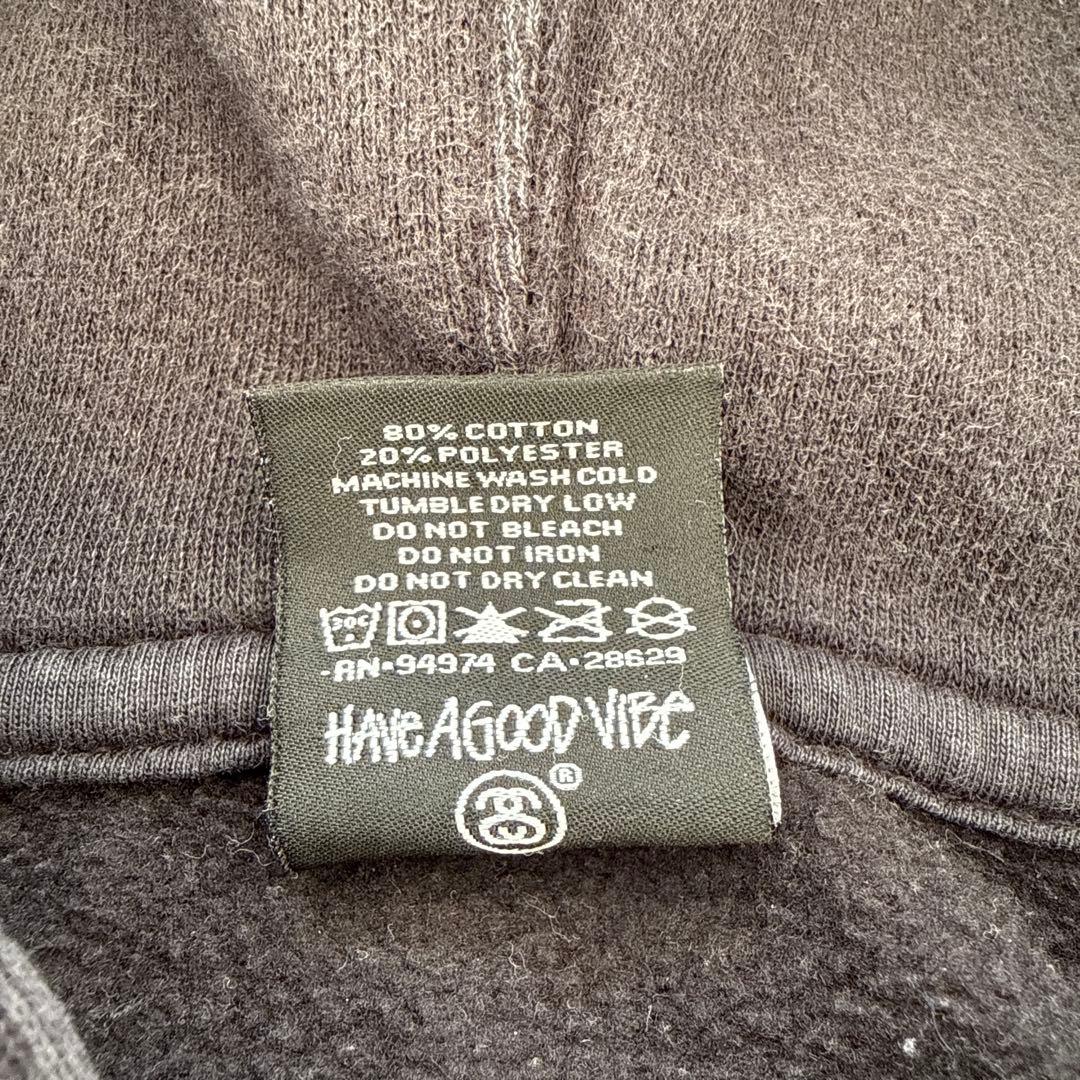 80% COTTON
20% POLYESTER
MACHINE WASH COLD
TUMBLE DRY LOW
DO NOT BLEACH
DO NOT IRON
DO NOT DRY CLEAN
30C
RN•94974 CA•28629
HAVE A GOOD VIBE
®